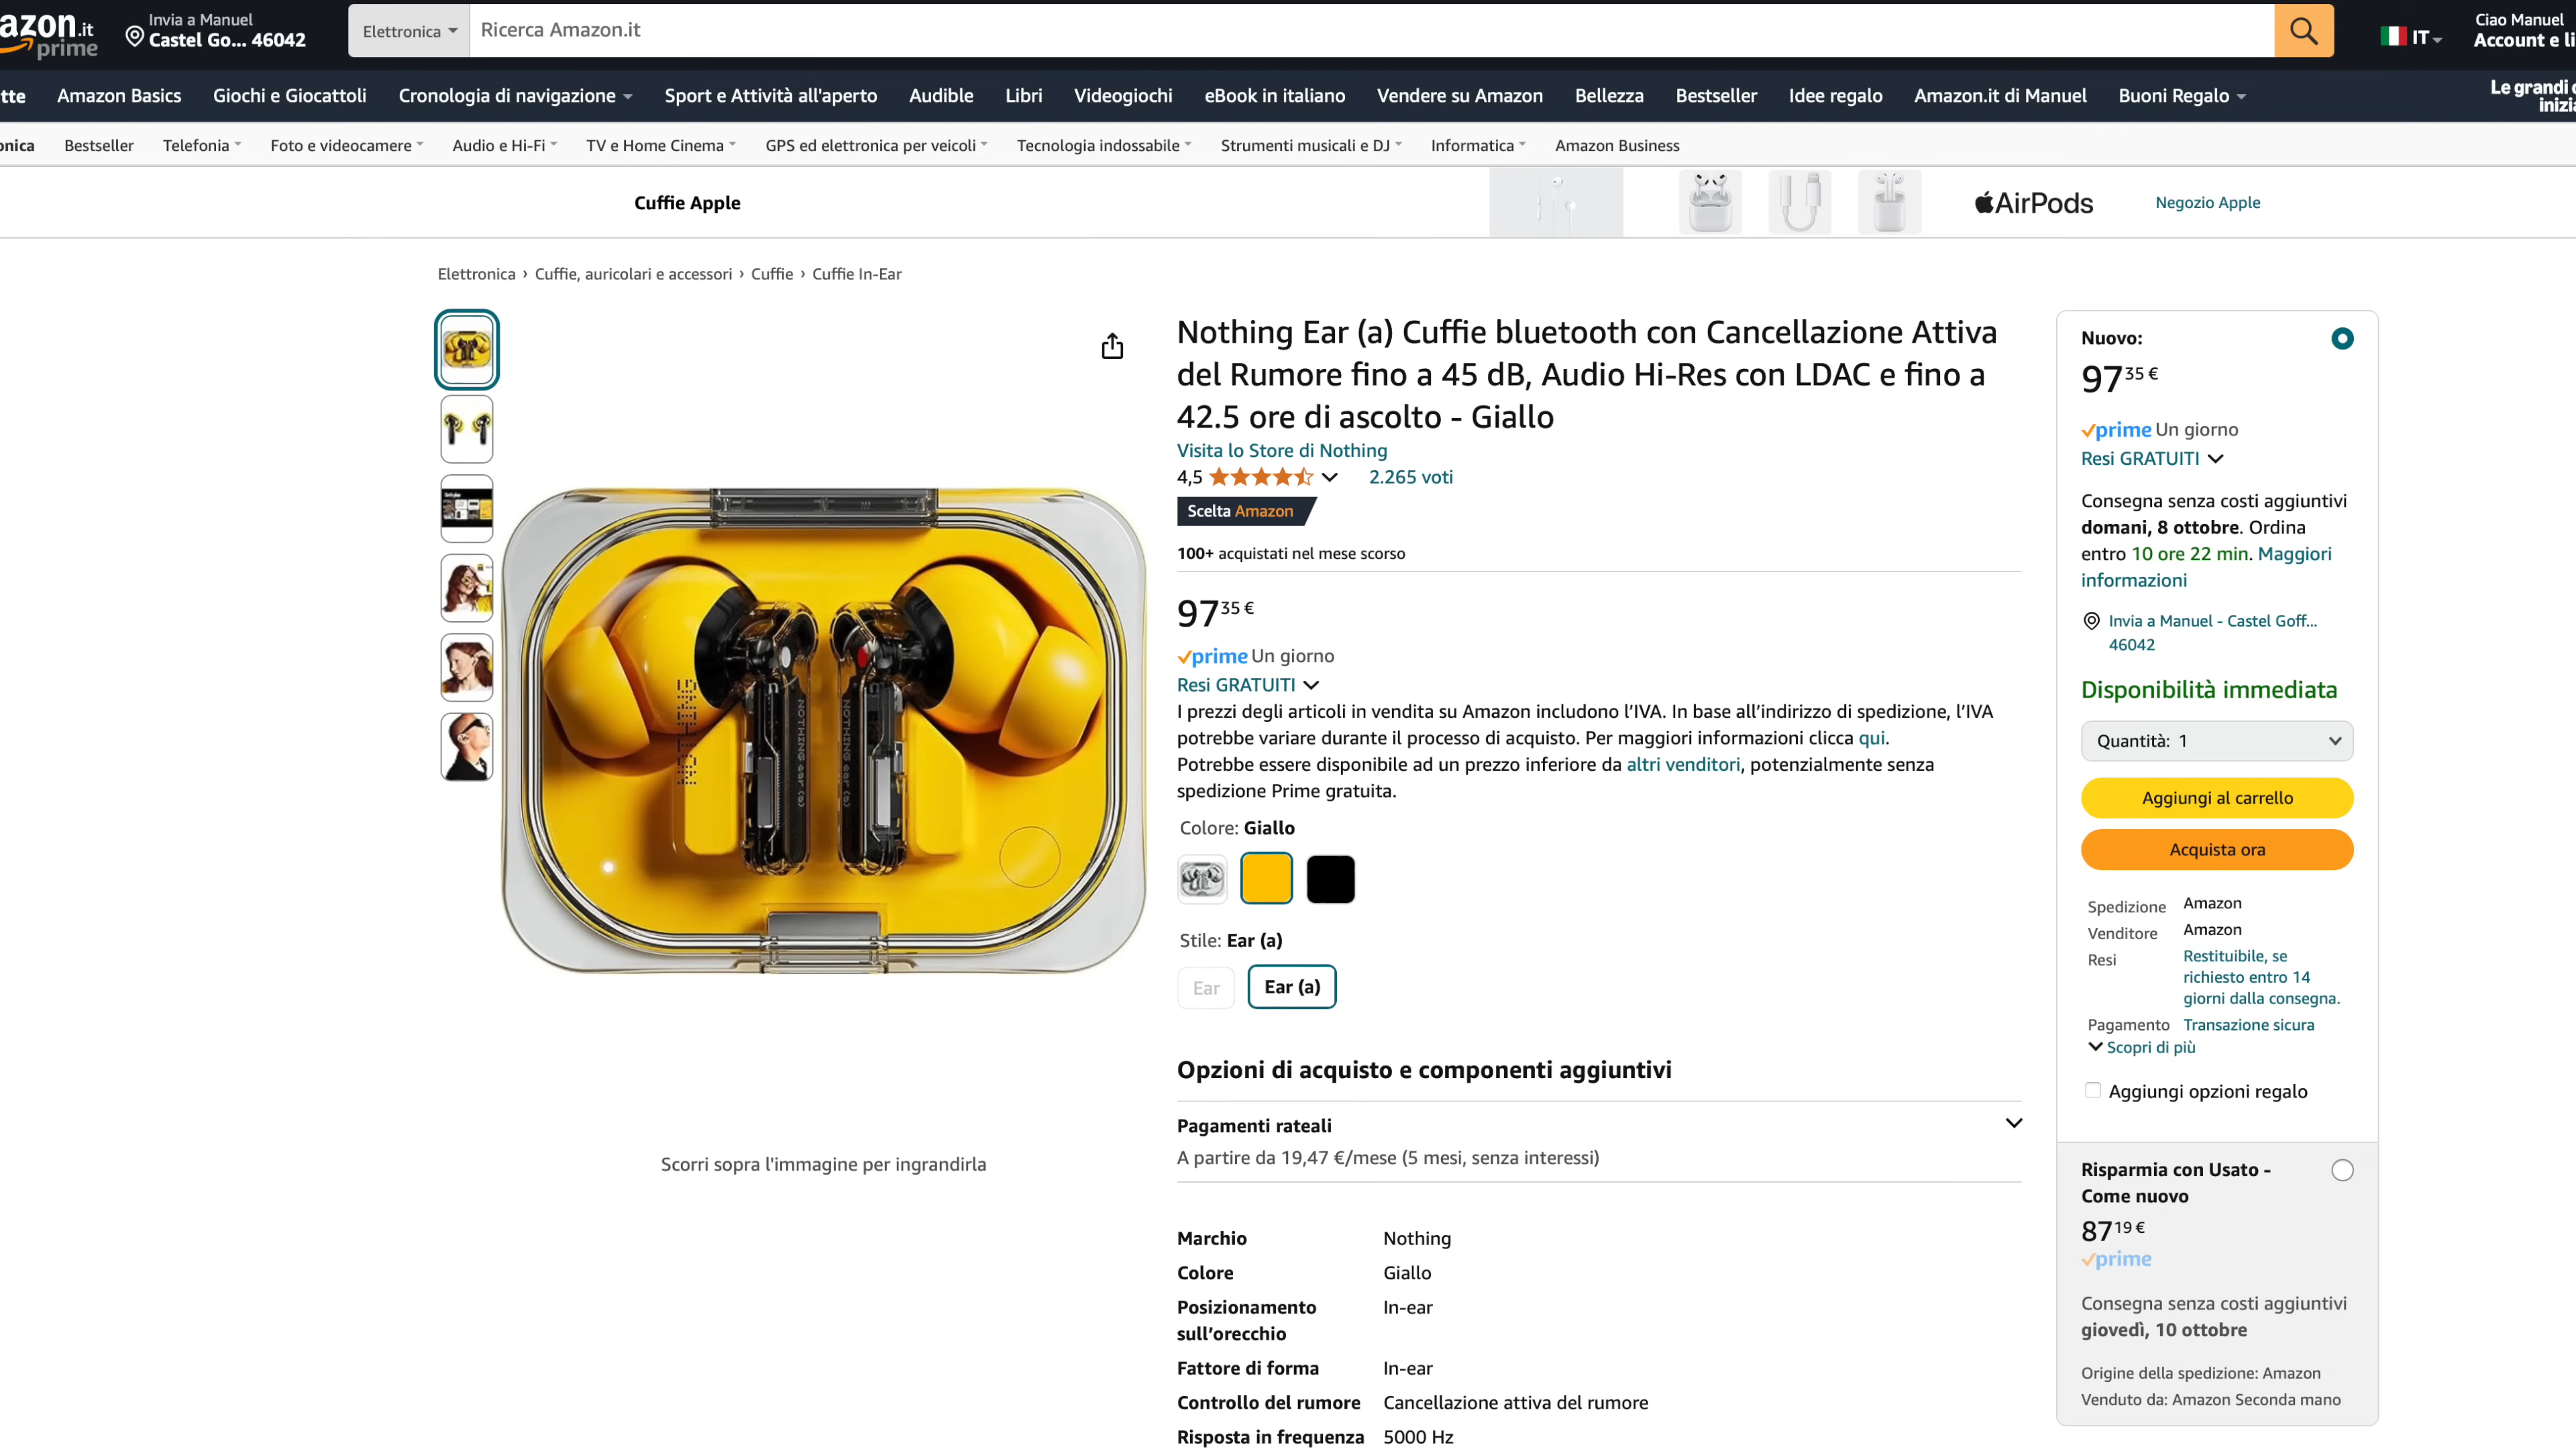 azon.it
prime
Invia a Manuel
Castel Go... 46042
Elettronica
Ricerca Amazon.it
IT
Ciao Manuel
Account e li
tte
Amazon Basics
Giochi e Giocattoli
Cronologia di navigazione
Sport e Attività all'aperto
Audible
Libri
Videogiochi
eBook in italiano
Vendere su Amazon
Bellezza
Bestseller
Idee regalo
Amazon.it di Manuel
Buoni Regalo
Le grandi
inizia
onica
Bestseller
Telefonia
Foto e videocamere
Audio e Hi-Fi
TV e Home Cinema
GPS ed elettronica per veicoli
Tecnologia indossabile
Strumenti musicali e DJ
Informatica
Amazon Business
Cuffie Apple
AirPods
Negozio Apple
Elettronica › Cuffie, auricolari e accessori › Cuffie › Cuffie In-Ear
NOTHING
NOTHING ear (a)
NOTHING ear (a)
Scorri sopra l'immagine per ingrandirla
Nothing Ear (a) Cuffie bluetooth con Cancellazione Attiva
del Rumore fino a 45 dB, Audio Hi-Res con LDAC e fino a
42.5 ore di ascolto - Giallo
Visita lo Store di Nothing
4,5
2.265 voti
Scelta Amazon
100+ acquistati nel mese scorso
97 35 €
prime Un giorno
Resi GRATUITI
I prezzi degli articoli in vendita su Amazon includono l’IVA. In base all’indirizzo di spedizione, l’IVA
potrebbe variare durante il processo di acquisto. Per maggiori informazioni clicca qui.
Potrebbe essere disponibile ad un prezzo inferiore da altri venditori, potenzialmente senza
spedizione Prime gratuita.
Colore: Giallo
Stile: Ear (a)
Ear
Ear (a)
Opzioni di acquisto e componenti aggiuntivi
Pagamenti rateali
A partire da 19,47 €/mese (5 mesi, senza interessi)
Marchio Nothing
Colore Giallo
Posizionamento In-ear
sull’orecchio
Fattore di forma In-ear
Controllo del rumore Cancellazione attiva del rumore
Risposta in frequenza 5000 Hz
Nuovo:
97 35 €
prime Un giorno
Resi GRATUITI
Consegna senza costi aggiuntivi
domani, 8 ottobre. Ordina
entro 10 ore 22 min. Maggiori
informazioni
Invia a Manuel - Castel Goff...
46042
Disponibilità immediata
Quantità: 1
Aggiungi al carrello
Acquista ora
Spedizione Amazon
Venditore Amazon
Resi Restituibile, se
richiesto entro 14
giorni dalla consegna.
Pagamento Transazione sicura
Scopri di più
Aggiungi opzioni regalo
Risparmia con Usato -
Come nuovo
87 19 €
prime
Consegna senza costi aggiuntivi
giovedì, 10 ottobre
Origine della spedizione: Amazon
Venduto da: Amazon Seconda mano